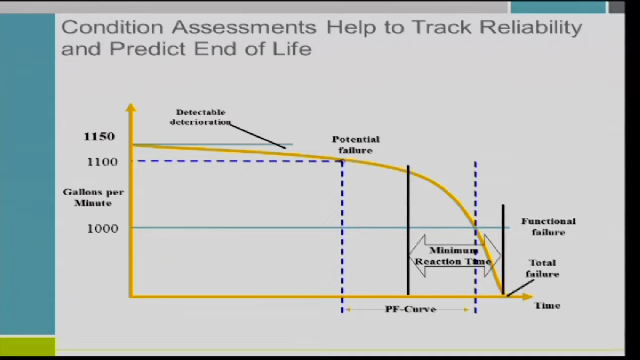 Condition Assessments Help to Track Reliability
and Predict End of Life
Detectable
deterioration
1150
Potential
failure
1100
Gallons per
Minute
1000
Functional
failure
Minimum
Reaction Time
Total
failure
PF-Curve
Time